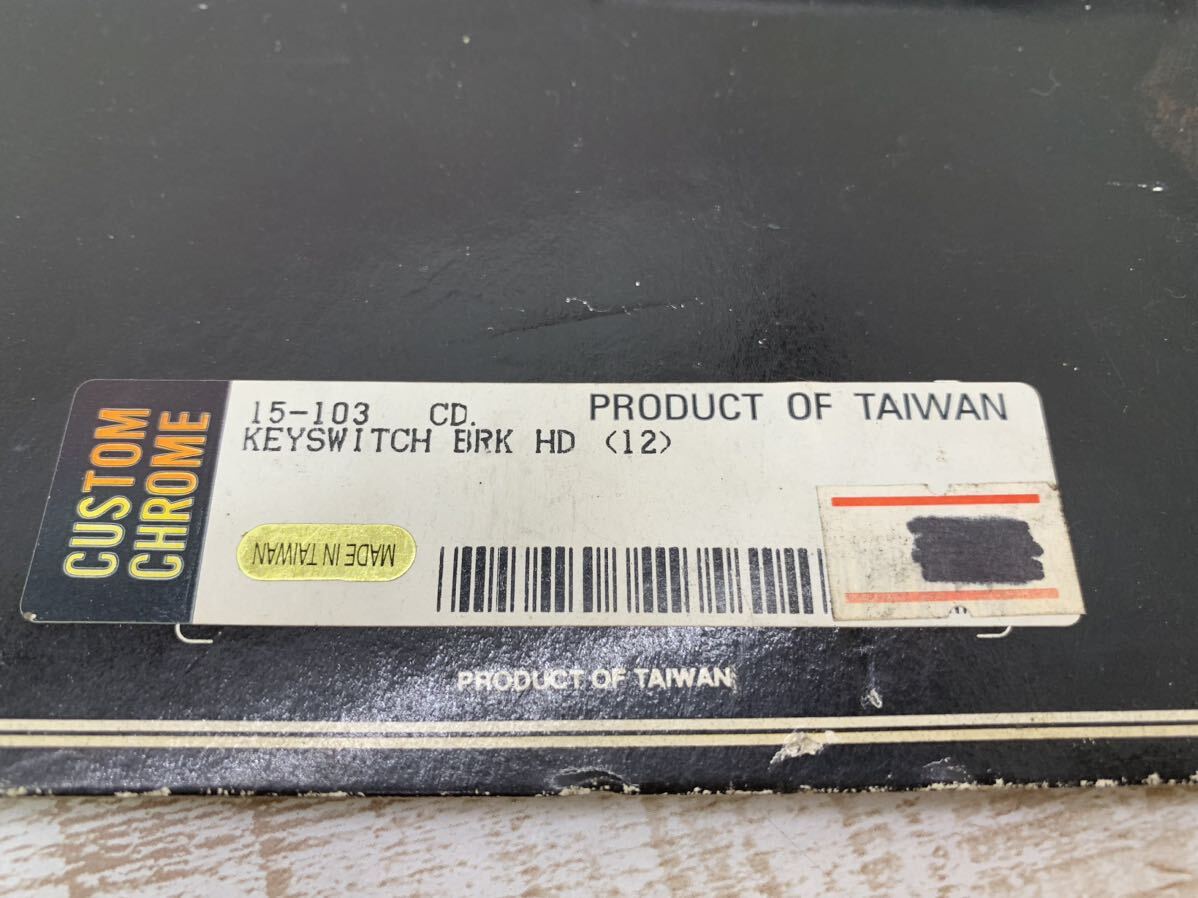 CUSTOM
CHROME
15-103 CD. PRODUCT OF TAIWAN
KEYSWITCH BRK HD (12)
MADE IN TAIWAN
PRODUCT OF TAIWAN